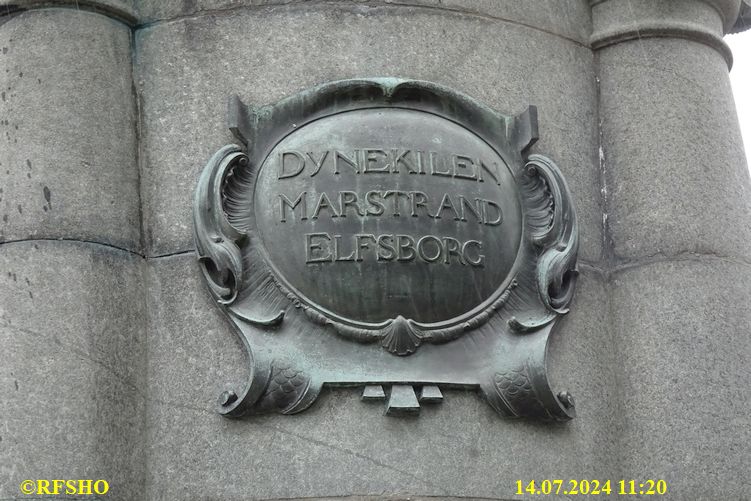 DYNEKILEN
MARSTRAND
ELFSBORG
©RFSHO
14.07.2024 11:20